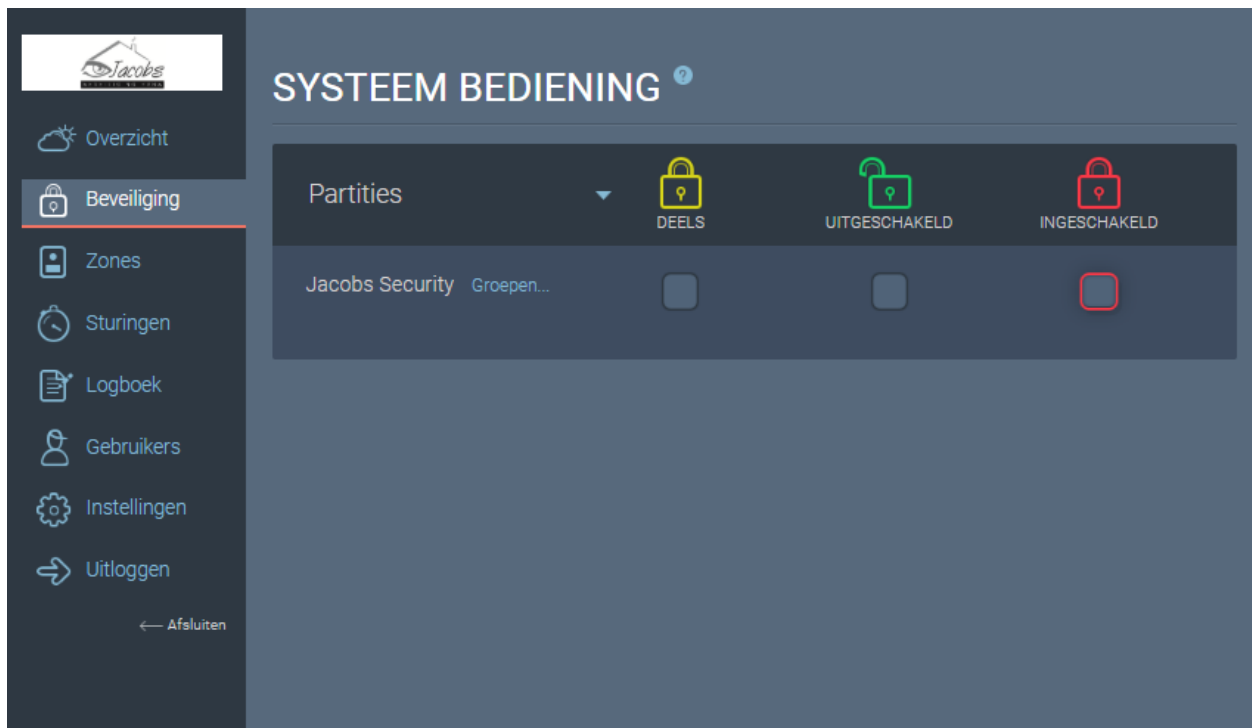 Jacobs
SYSTEEM BEDIENING ?
Overzicht
Beveiliging
Zones
Sturingen
Logboek
Gebruikers
Instellingen
Uitloggen
← Afsluiten
Partities
DEELS
UITGESCHAKELD
INGESCHAKELD
Jacobs Security Groepen...